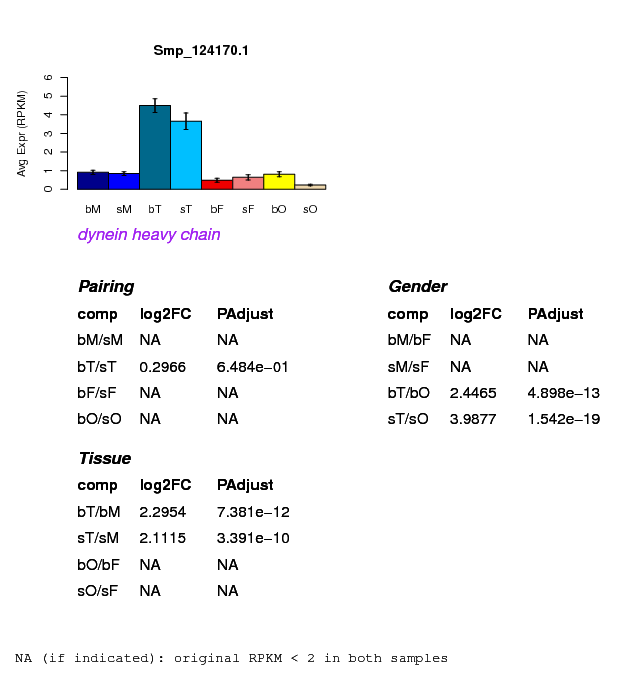 Smp_124170.1
Avg Expr (RPKM)
0 1 2 3 4 5 6
bM sM bT sT bF sF bO sO
dynein heavy chain
Pairing
comp log2FC PAdjust
bM/sM NA NA
bT/sT 0.2966 6.484e−01
bF/sF NA NA
bO/sO NA NA
Gender
comp log2FC PAdjust
bM/bF NA NA
sM/sF NA NA
bT/bO 2.4465 4.898e−13
sT/sO 3.9877 1.542e−19
Tissue
comp log2FC PAdjust
bT/bM 2.2954 7.381e−12
sT/sM 2.1115 3.391e−10
bO/bF NA NA
sO/sF NA NA
NA (if indicated): original RPKM < 2 in both samples